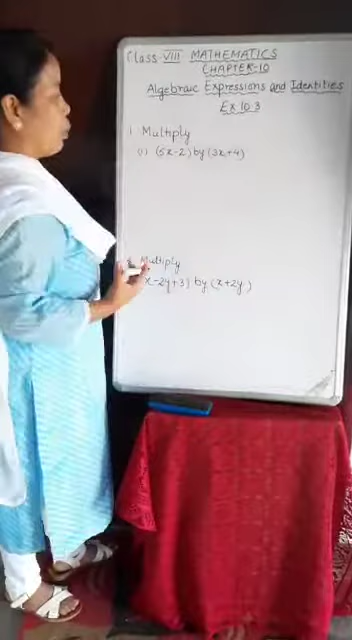 Class VIII MATHEMATICS
CHAPTER-10
Algebraic Expressions and Identities
Ex 10.3
1. Multiply
(i) (5x-2) by (3x+4)
Multiply
x-2y+3) by (x+2y)